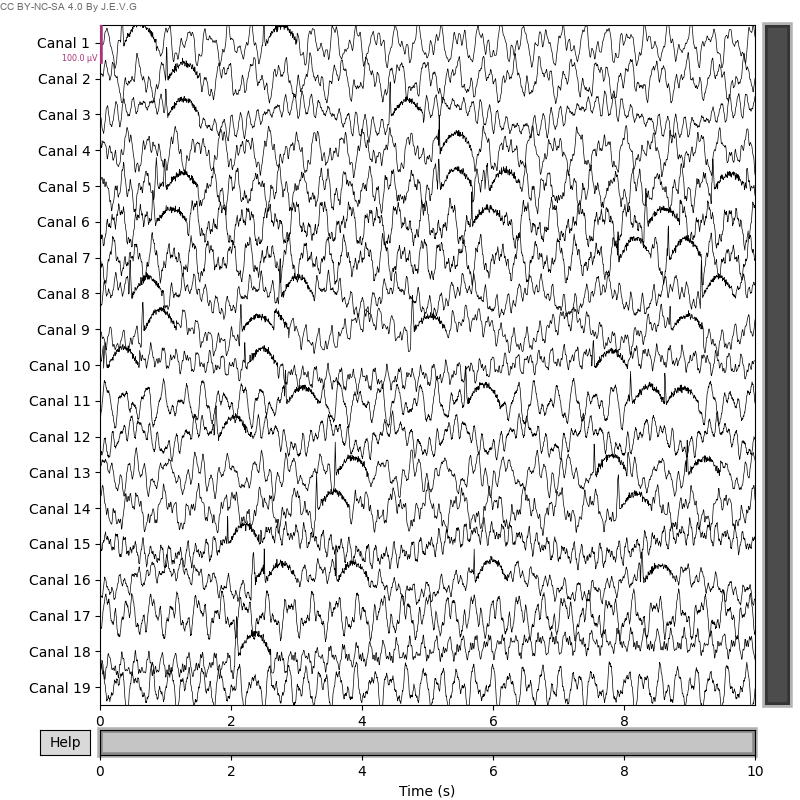 CC BY-NC-SA 4.0 By J.E.V.G
Canal 1
100.0 µV
Canal 2
Canal 3
Canal 4
Canal 5
Canal 6
Canal 7
Canal 8
Canal 9
Canal 10
Canal 11
Canal 12
Canal 13
Canal 14
Canal 15
Canal 16
Canal 17
Canal 18
Canal 19
0 2 4 6 8
Help
0 2 4 6 8 10
Time (s)